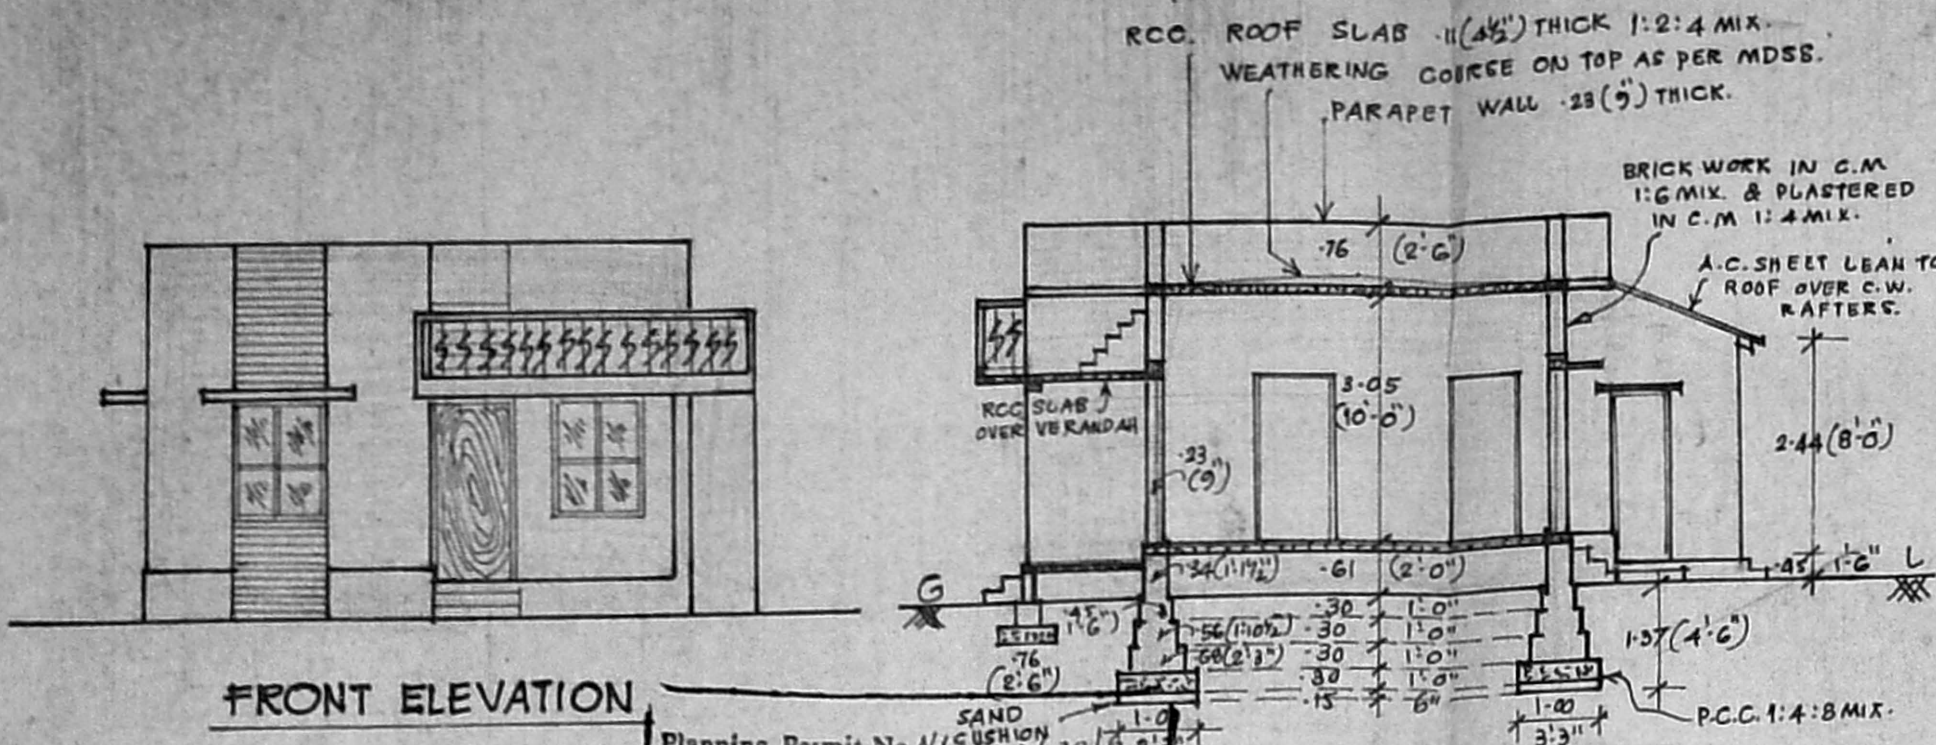 RCC. ROOF SLAB .11(4½") THICK 1:2:4 MIX.
WEATHERING COURSE ON TOP AS PER MDSS.
PARAPET WALL .23(9") THICK.
BRICK WORK IN C.M
1:6 MIX. & PLASTERED
IN C.M 1:4 MIX.
A.C. SHEET LEAN TO
ROOF OVER C.W.
RAFTERS.
.76 (2'-6")
RCC SLAB
OVER VERANDAH
3.05
(10'-0")
.23
(9")
2.44(8'-0")
G
.34(1'-1½") .61 (2'-0")
.45 1'-6"
L
.45
1'-6"
.30 1'-0"
.56(1'-10½") .30 1'-0"
.68(2'-3") .30 1'-0"
.30 1'-0"
.15 6"
.76
(2'-6")
1.37(4'-6")
FRONT ELEVATION
SAND
CUSHION
1.0
1.00
3'-3"
P.C.C. 1:4:8 MIX.
Planning Permit No